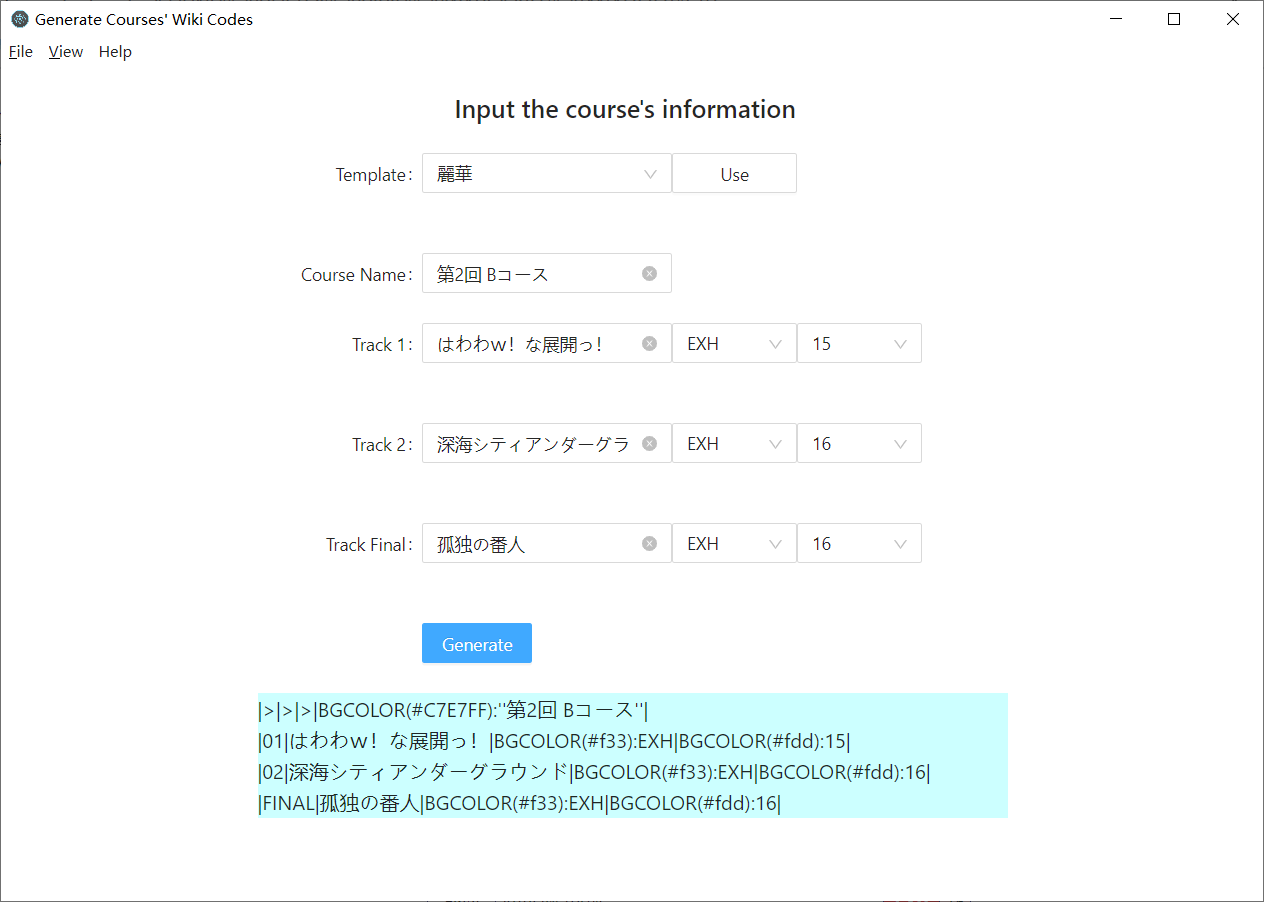 Generate Courses' Wiki Codes
File View Help
Input the course's information
Template: 麗華 Use
Course Name: 第2回 Bコース
Track 1: はわわｗ！な展開っ！ EXH 15
Track 2: 深海シティアンダーグラ EXH 16
Track Final: 孤独の番人 EXH 16
Generate
|>|>|>|BGCOLOR(#C7E7FF):''第2回 Bコース''|
|01|はわわｗ！な展開っ！|BGCOLOR(#f33):EXH|BGCOLOR(#fdd):15|
|02|深海シティアンダーグラウンド|BGCOLOR(#f33):EXH|BGCOLOR(#fdd):16|
|FINAL|孤独の番人|BGCOLOR(#f33):EXH|BGCOLOR(#fdd):16|